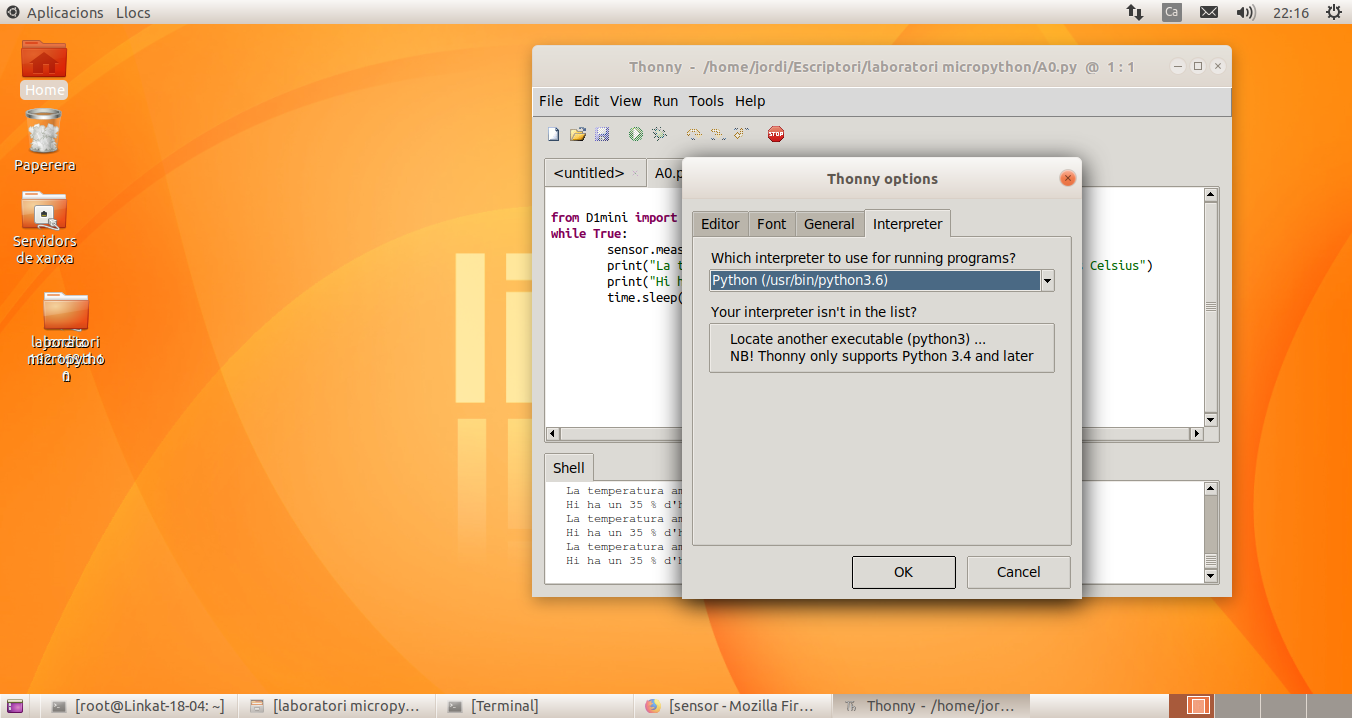 Aplicacions Llocs
Ca
22:16
Home
Paperera
Servidors
de xarxa
laboratori
micropytho
n
Thonny - /home/jordi/Escriptori/laboratori micropython/A0.py @ 1 : 1
File Edit View Run Tools Help
STOP
<untitled> A0.p
from D1mini import
while True:
sensor.meas
print("La t Celsius")
print("Hi h
time.sleep(
Thonny options
Editor Font General Interpreter
Which interpreter to use for running programs?
Python (/usr/bin/python3.6)
Your interpreter isn't in the list?
Locate another executable (python3) ...
NB! Thonny only supports Python 3.4 and later
OK Cancel
Shell
La temperatura am
Hi ha un 35 % d'h
La temperatura am
Hi ha un 35 % d'h
La temperatura am
Hi ha un 35 % d'h
[root@Linkat-18-04: ~] [laboratori micropy... [Terminal] [sensor - Mozilla Fir... Thonny - /home/jor...